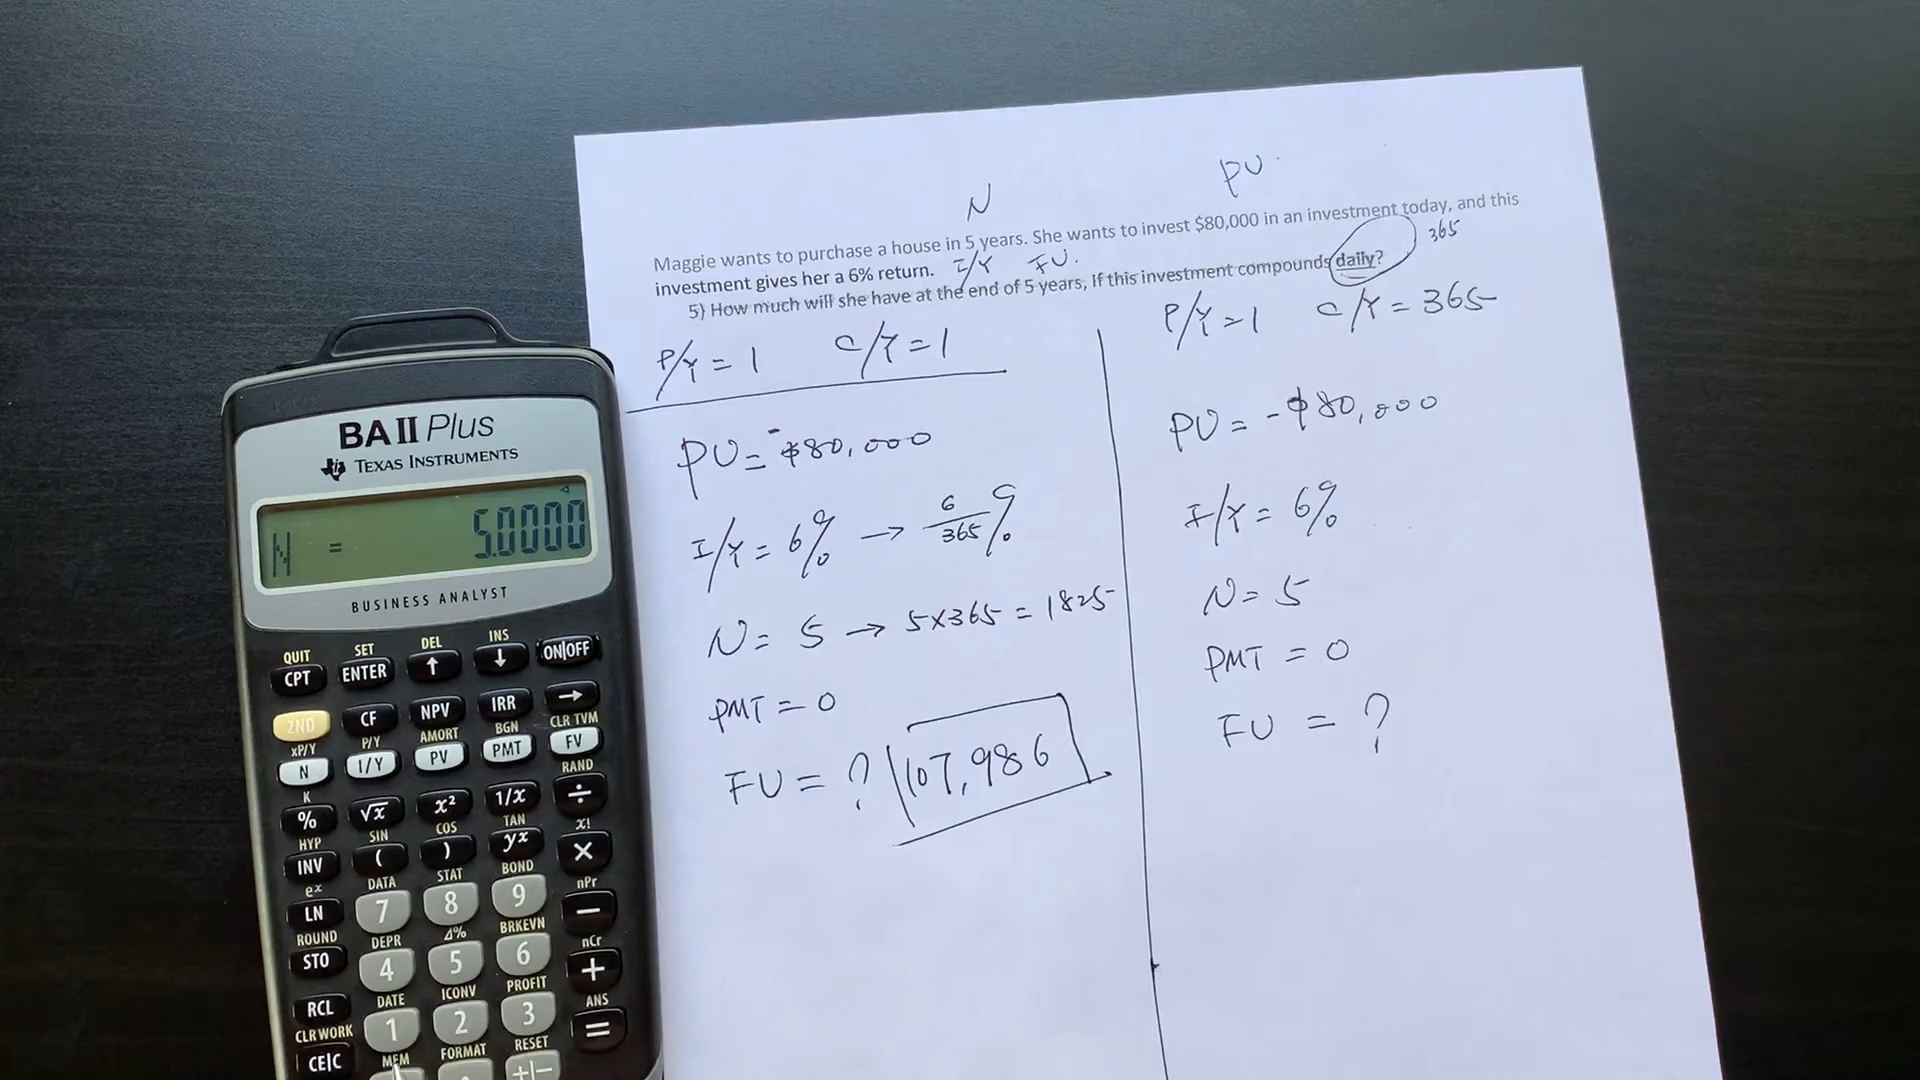 PV
N
Maggie wants to purchase a house in 5 years. She wants to invest $80,000 in an investment today, and this
investment gives her a 6% return. I/Y FV.
365
5) How much will she have at the end of 5 years, If this investment compounds daily?
P/Y = 1 C/Y = 1
PV = -$80,000
I/Y = 6% → 6/365 %
N = 5 → 5×365 = 1825
PMT = 0
FV = ? 107,986
P/Y = 1 C/Y = 365
PV = -$80,000
I/Y = 6%
N = 5
PMT = 0
FV = ?
BA II Plus
TEXAS INSTRUMENTS
N = 5.0000
BUSINESS ANALYST
QUIT SET DEL INS
CPT ENTER ↑ ↓ ON|OFF
2ND CF NPV IRR →
xP/Y P/Y AMORT BGN CLR TVM
N I/Y PV PMT FV
K RAND
% √x x² 1/x ÷
HYP SIN COS TAN x!
INV ( ) yx ×
eˣ DATA STAT BOND nPr
LN 7 8 9 −
ROUND DEPR Δ% BRKEVN nCr
STO 4 5 6 +
DATE ICONV PROFIT ANS
RCL 1 2 3 =
CLR WORK MEM FORMAT RESET
CE|C +|−